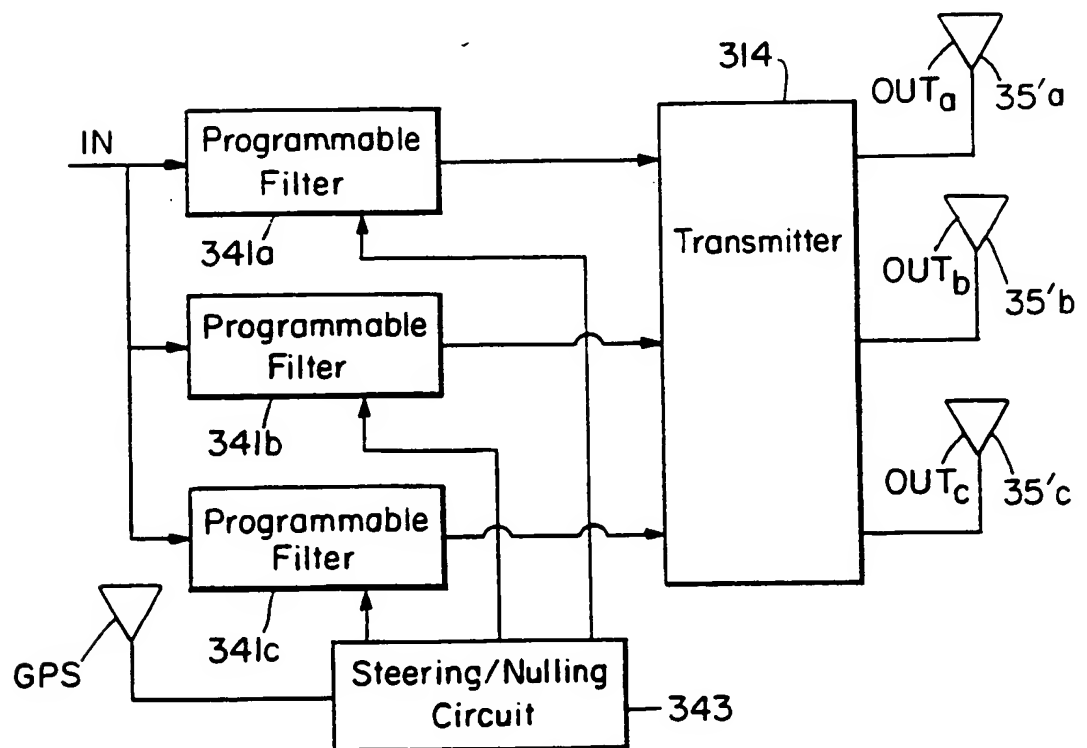 314
OUTa
35'a
IN
Programmable
Filter
341a
Transmitter
OUTb
35'b
Programmable
Filter
341b
OUTc
35'c
Programmable
Filter
341c
GPS
Steering/Nulling
Circuit
343